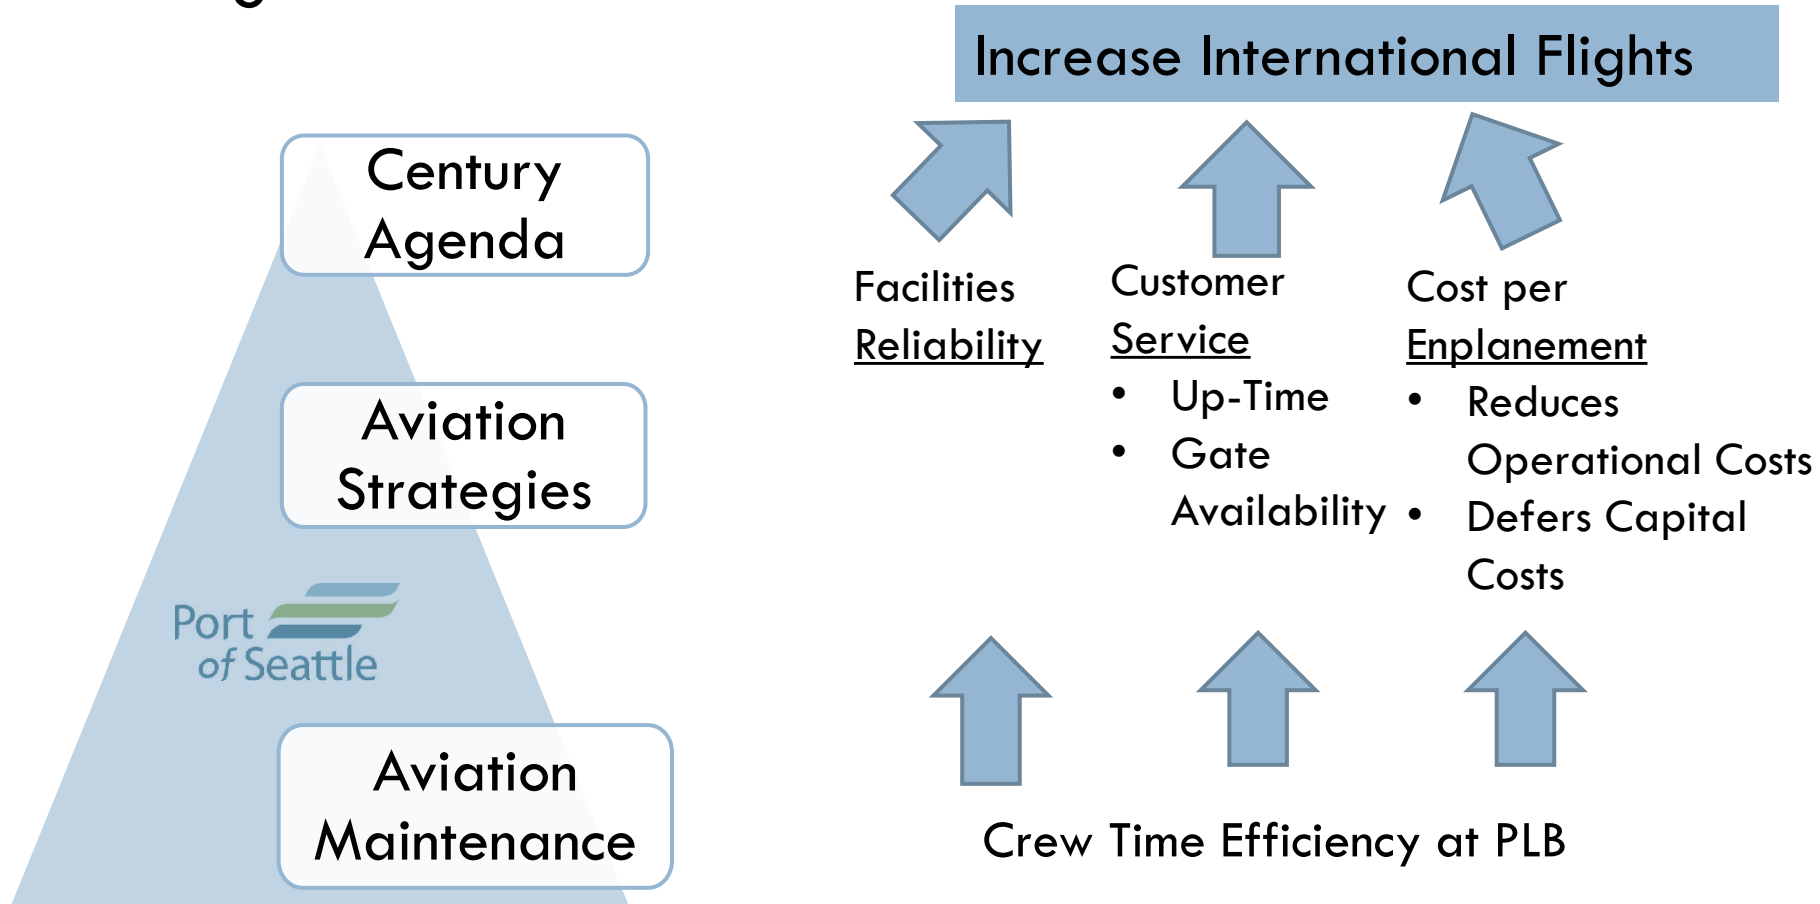 Increase International Flights
Century
Agenda
Aviation
Strategies
Port
of Seattle
Aviation
Maintenance
Facilities
Reliability
Customer
Service
• Up-Time
• Gate
Availability
Cost per
Enplanement
• Reduces
Operational Costs
• Defers Capital
Costs
Crew Time Efficiency at PLB